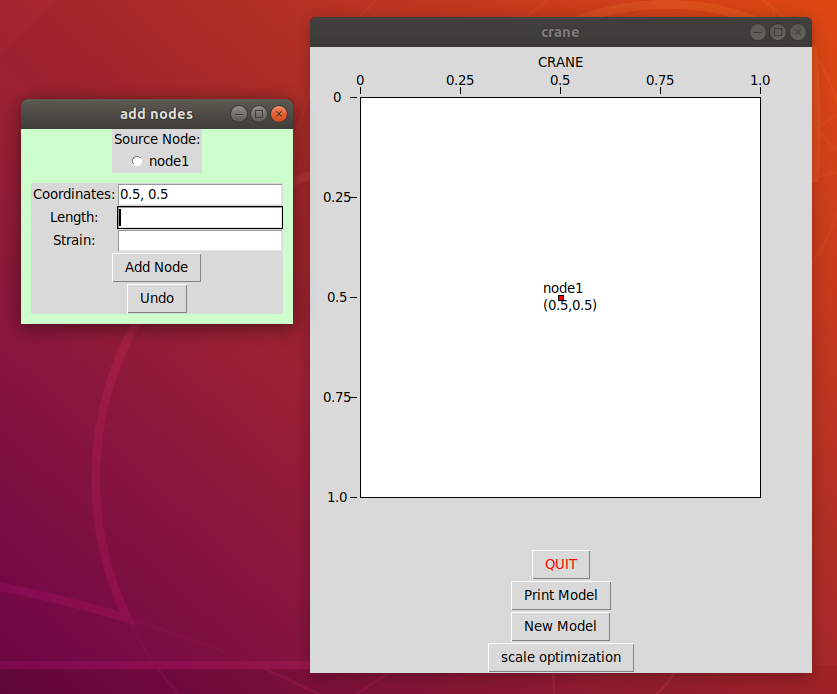 add nodes
Source Node:
node1
Coordinates: 0.5, 0.5
Length:
Strain:
Add Node
Undo
crane
CRANE
0 0.25 0.5 0.75 1.0
0
0.25
0.5
0.75
1.0
node1
(0.5,0.5)
QUIT
Print Model
New Model
scale optimization